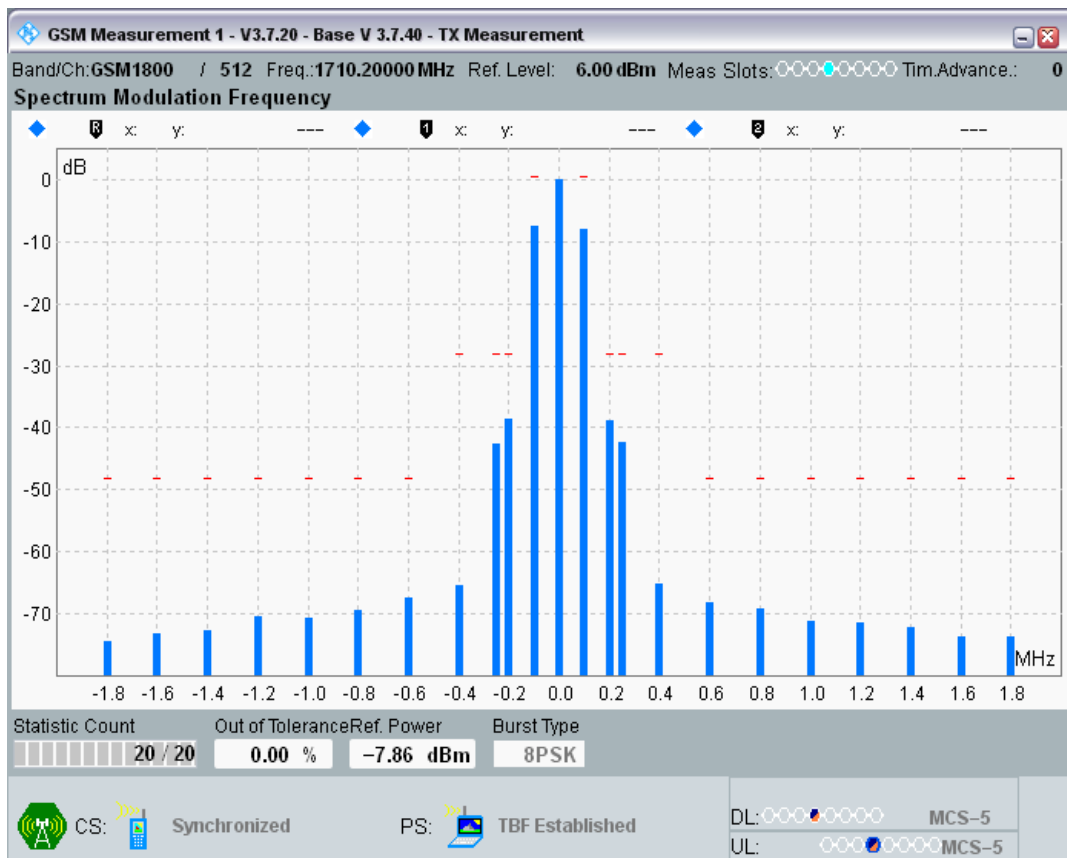 GSM Measurement 1 - V3.7.20 - Base V 3.7.40 - TX Measurement
Band/Ch:GSM1800 / 512 Freq.:1710.20000 MHz Ref. Level: 6.00 dBm Meas Slots: Tim.Advance.: 0
Spectrum Modulation Frequency
R x: y: --- 1 x: y: --- 2 x: y: ---
dB
0
-10
-20
-30
-40
-50
-60
-70
MHz
-1.8 -1.6 -1.4 -1.2 -1.0 -0.8 -0.6 -0.4 -0.2 0.0 0.2 0.4 0.6 0.8 1.0 1.2 1.4 1.6 1.8
Statistic Count Out of Tolerance Ref. Power Burst Type
20 / 20 0.00 % −7.86 dBm 8PSK
CS: Synchronized PS: TBF Established DL: MCS−5
UL: MCS−5